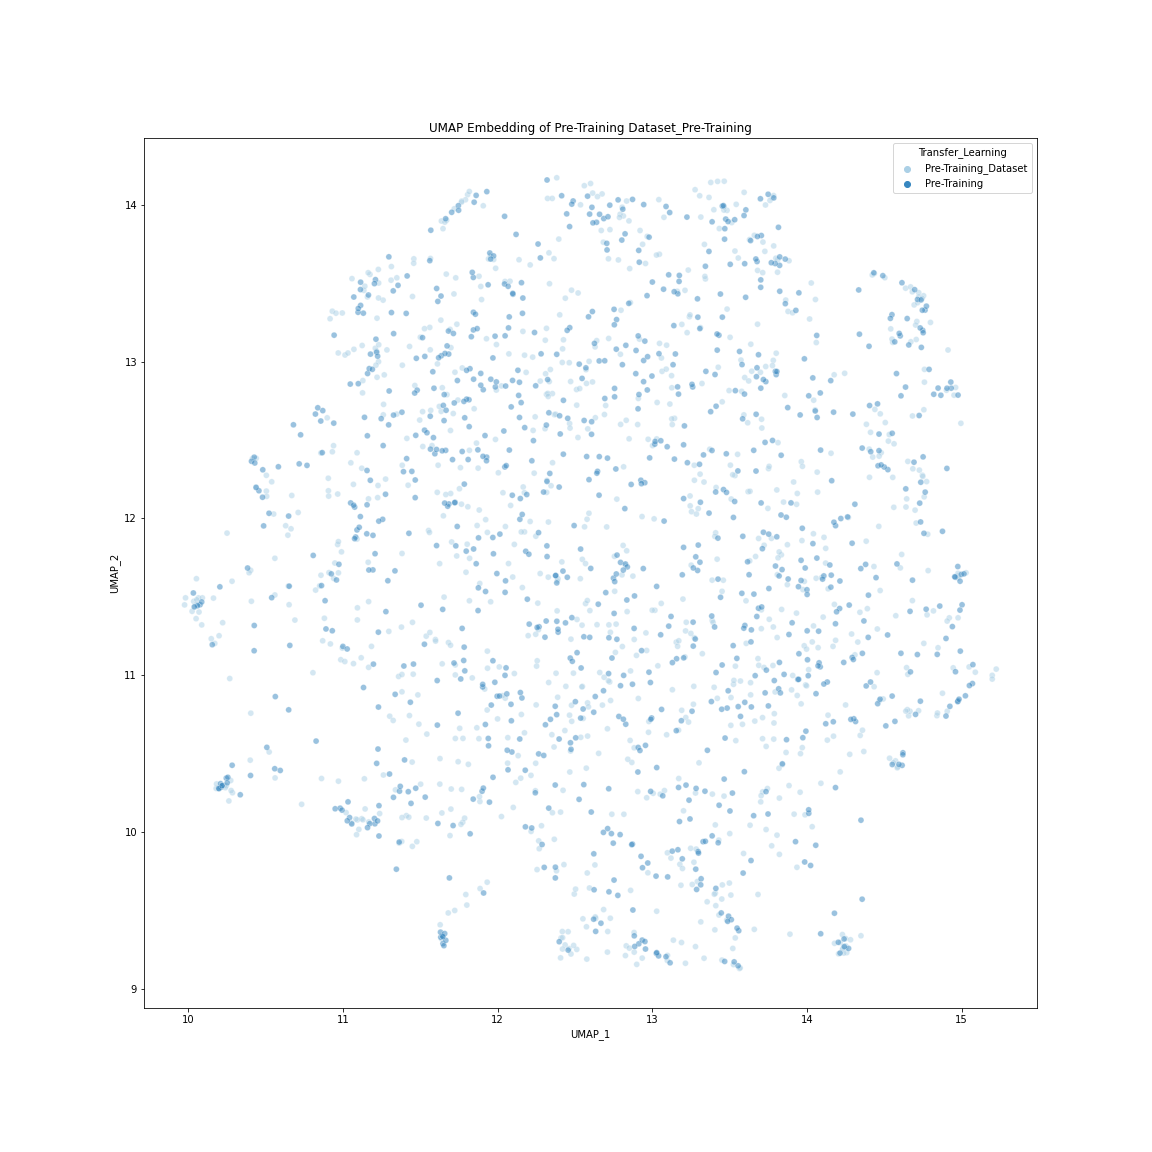 UMAP Embedding of Pre-Training Dataset_Pre-Training
Transfer_Learning
Pre-Training_Dataset
Pre-Training
14
13
12
11
10
9
UMAP_2
10 11 12 13 14 15
UMAP_1